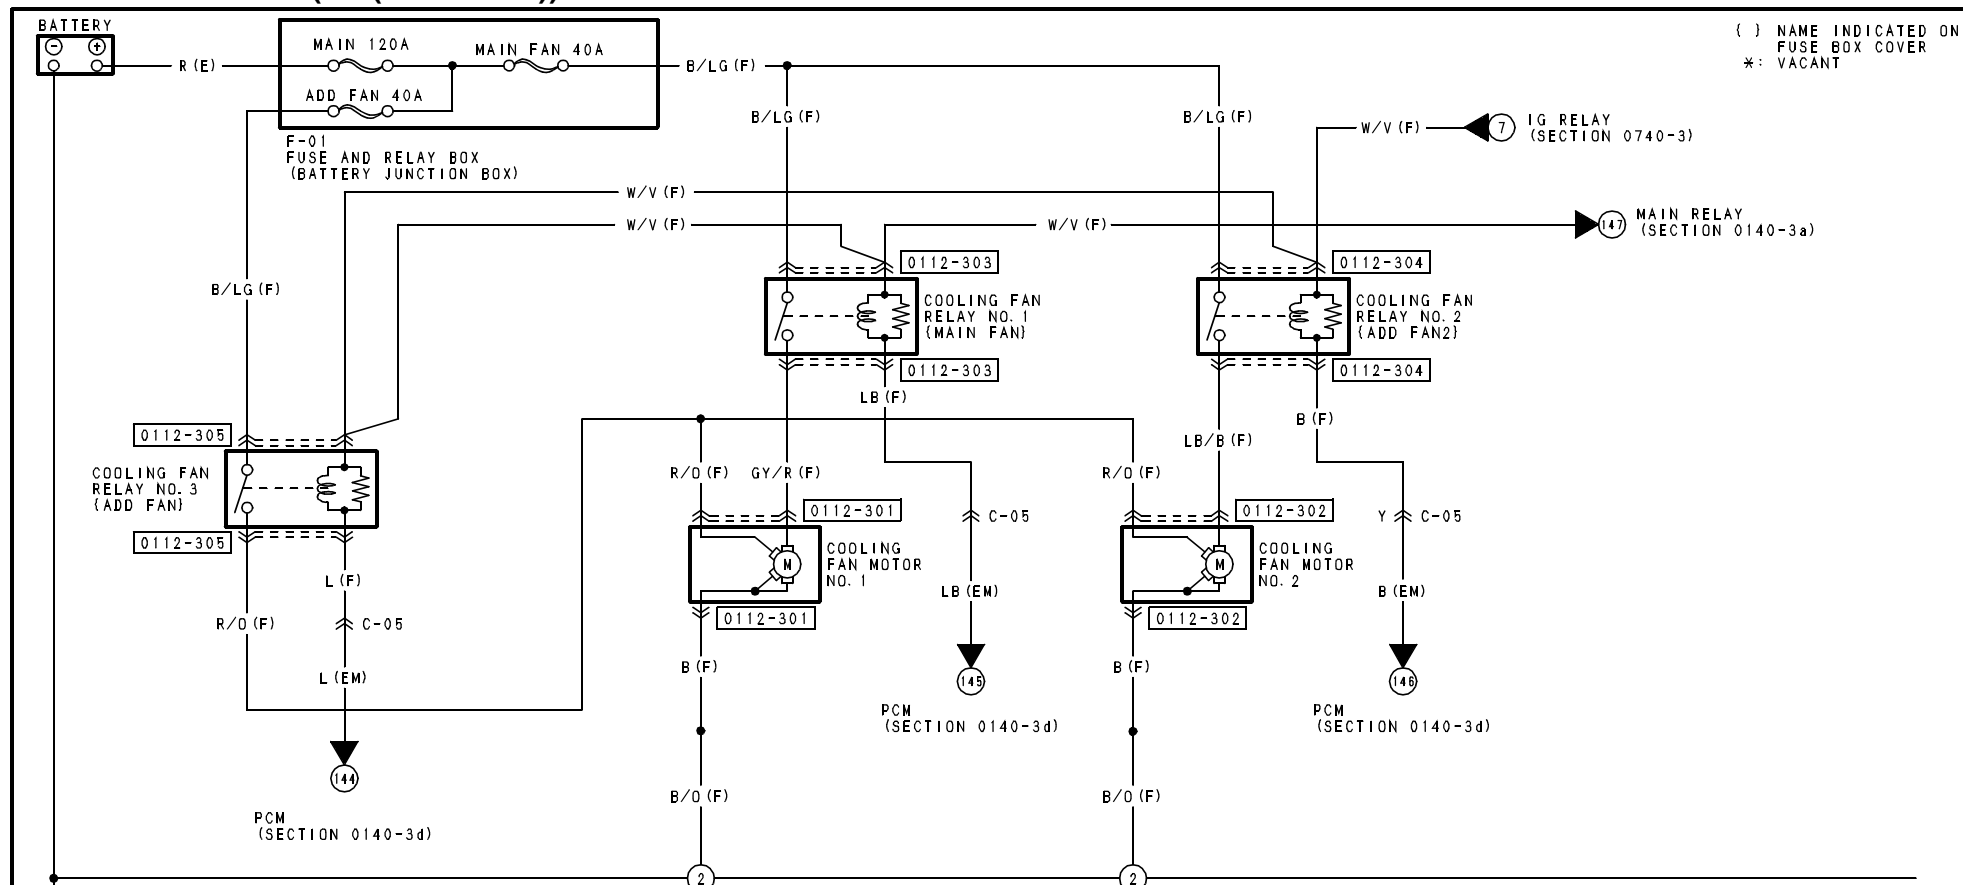 BATTERY
- +
R (E)
MAIN 120A
MAIN FAN 40A
ADD FAN 40A
B/LG (F)
F-01
FUSE AND RELAY BOX
(BATTERY JUNCTION BOX)
{ } NAME INDICATED ON
FUSE BOX COVER
*: VACANT
B/LG (F)
B/LG (F)
W/V (F)
7
IG RELAY
(SECTION 0740-3)
W/V (F)
W/V (F)
W/V (F)
147
MAIN RELAY
(SECTION 0140-3a)
B/LG (F)
0112-303
COOLING FAN
RELAY NO. 1
{MAIN FAN}
0112-303
0112-304
COOLING FAN
RELAY NO. 2
{ADD FAN2}
0112-304
LB (F)
B (F)
0112-305
COOLING FAN
RELAY NO. 3
{ADD FAN}
0112-305
R/O (F)
GY/R (F)
R/O (F)
LB/B (F)
0112-301
COOLING
FAN MOTOR
NO. 1
M
0112-301
C-05
0112-302
COOLING
FAN MOTOR
NO. 2
M
0112-302
Y
C-05
L (F)
R/O (F)
C-05
L (EM)
LB (EM)
B (EM)
B (F)
B (F)
145
PCM
(SECTION 0140-3d)
146
PCM
(SECTION 0140-3d)
144
PCM
(SECTION 0140-3d)
B/O (F)
B/O (F)
2
2